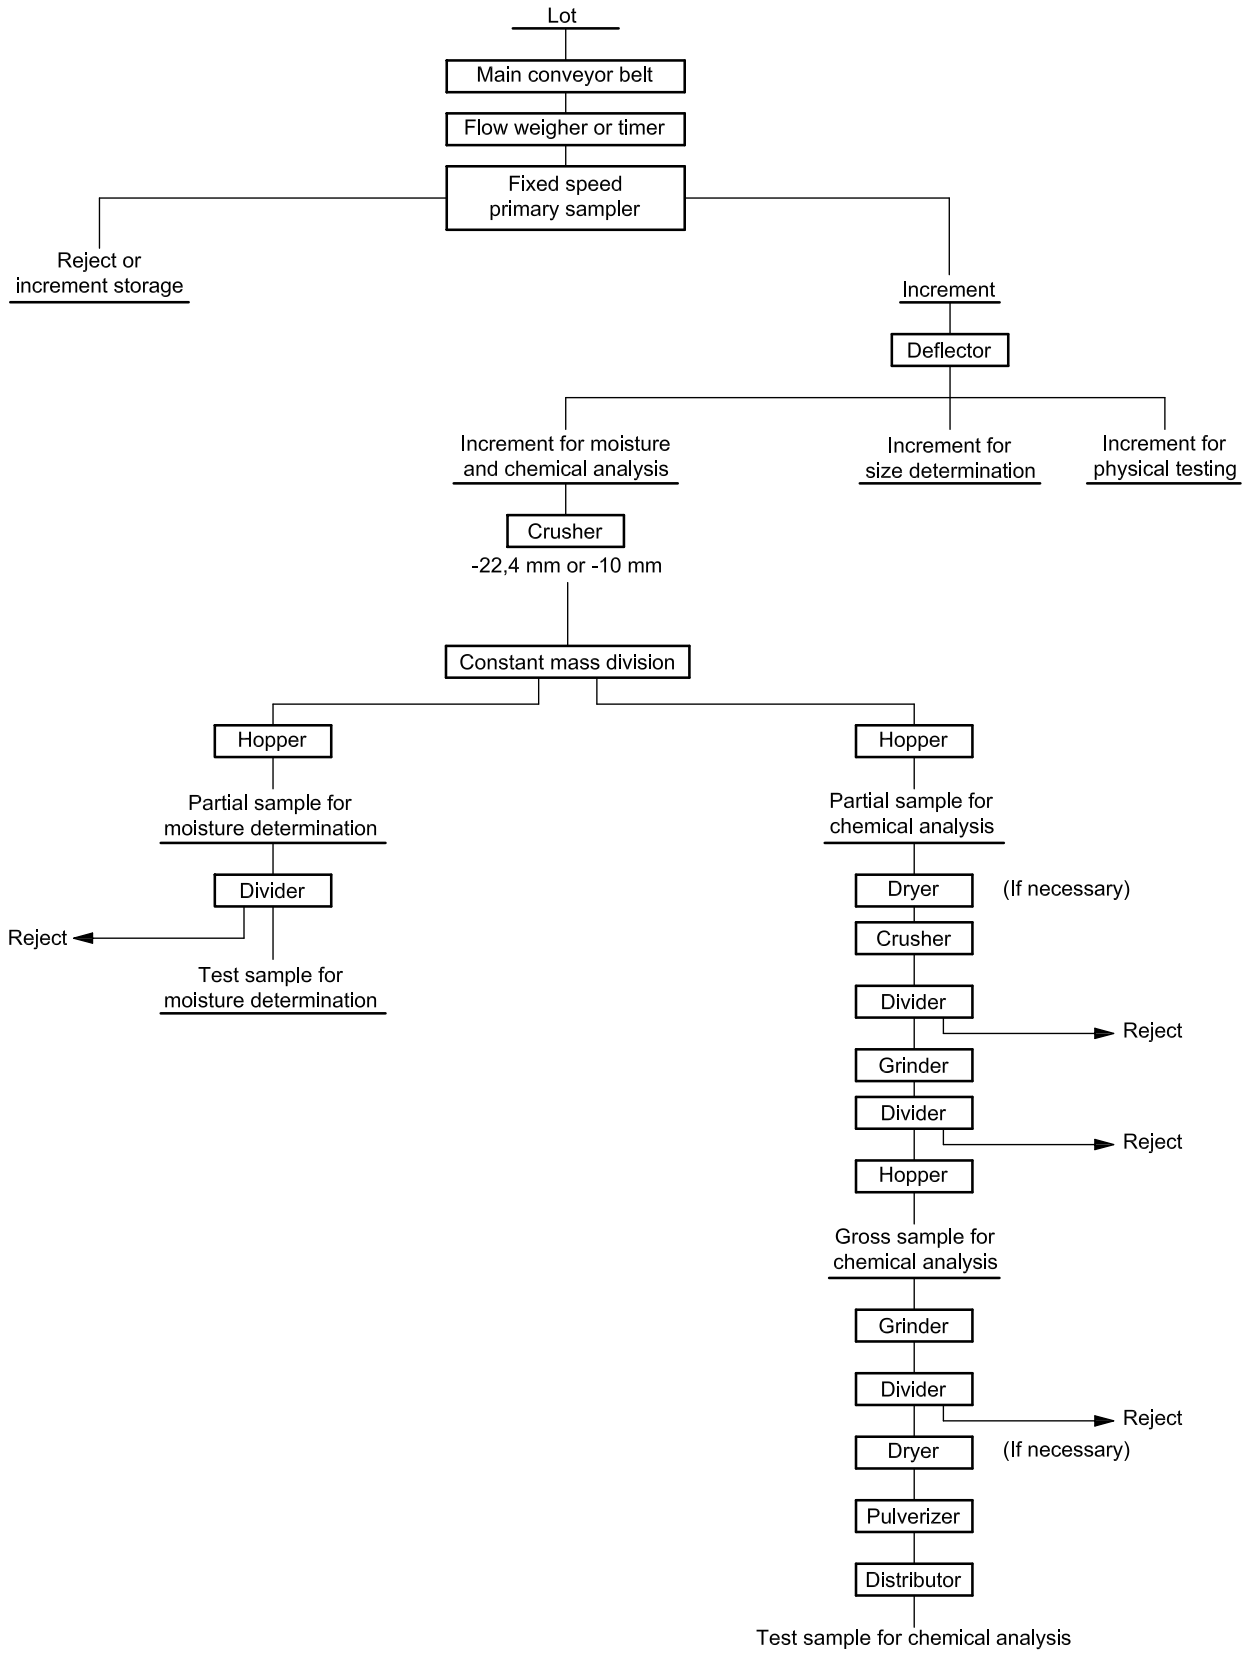 Lot
Main conveyor belt
Flow weigher or timer
Fixed speed
primary sampler
Reject or
increment storage
Increment
Deflector
Increment for moisture
and chemical analysis
Increment for
size determination
Increment for
physical testing
Crusher
-22,4 mm or -10 mm
Constant mass division
Hopper
Partial sample for
moisture determination
Divider
Reject
Test sample for
moisture determination
Hopper
Partial sample for
chemical analysis
Dryer (If necessary)
Crusher
Divider
Reject
Grinder
Divider
Reject
Hopper
Gross sample for
chemical analysis
Grinder
Divider
Reject
Dryer (If necessary)
Pulverizer
Distributor
Test sample for chemical analysis